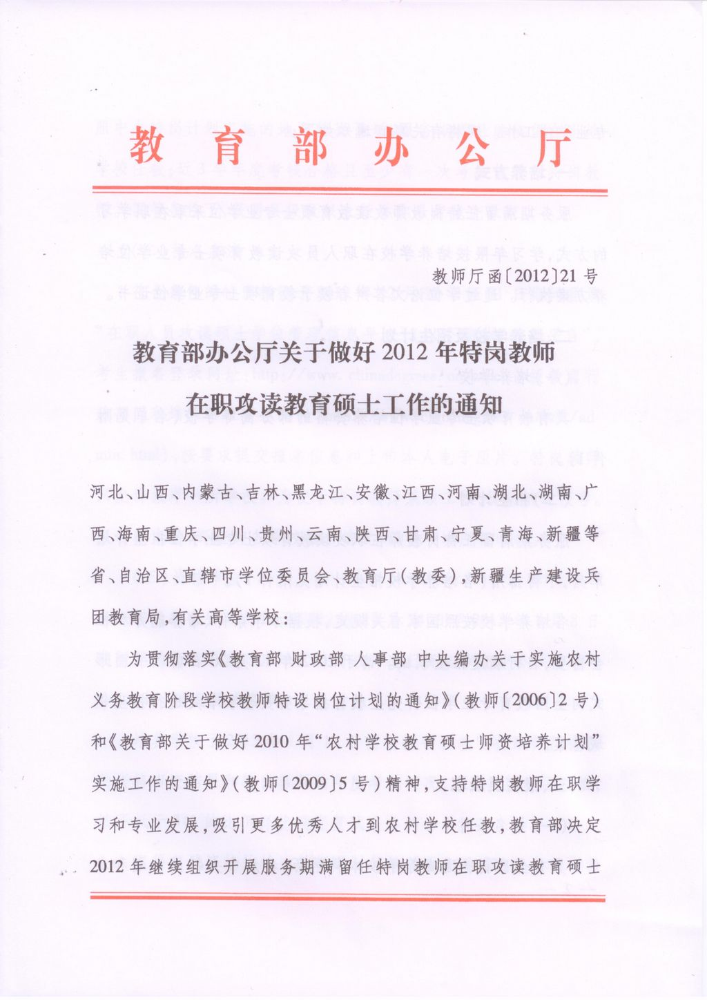 教育部办公厅
教师厅函〔2012〕21号
教育部办公厅关于做好2012年特岗教师
在职攻读教育硕士工作的通知
河北、山西、内蒙古、吉林、黑龙江、安徽、江西、河南、湖北、湖南、广
西、海南、重庆、四川、贵州、云南、陕西、甘肃、宁夏、青海、新疆等
省、自治区、直辖市学位委员会、教育厅(教委),新疆生产建设兵
团教育局,有关高等学校:
为贯彻落实《教育部 财政部 人事部 中央编办关于实施农村
义务教育阶段学校教师特设岗位计划的通知》(教师〔2006〕2号)
和《教育部关于做好2010年“农村学校教育硕士师资培养计划”
实施工作的通知》(教师〔2009〕5号)精神,支持特岗教师在职学
习和专业发展,吸引更多优秀人才到农村学校任教,教育部决定
2012年继续组织开展服务期满留任特岗教师在职攻读教育硕士